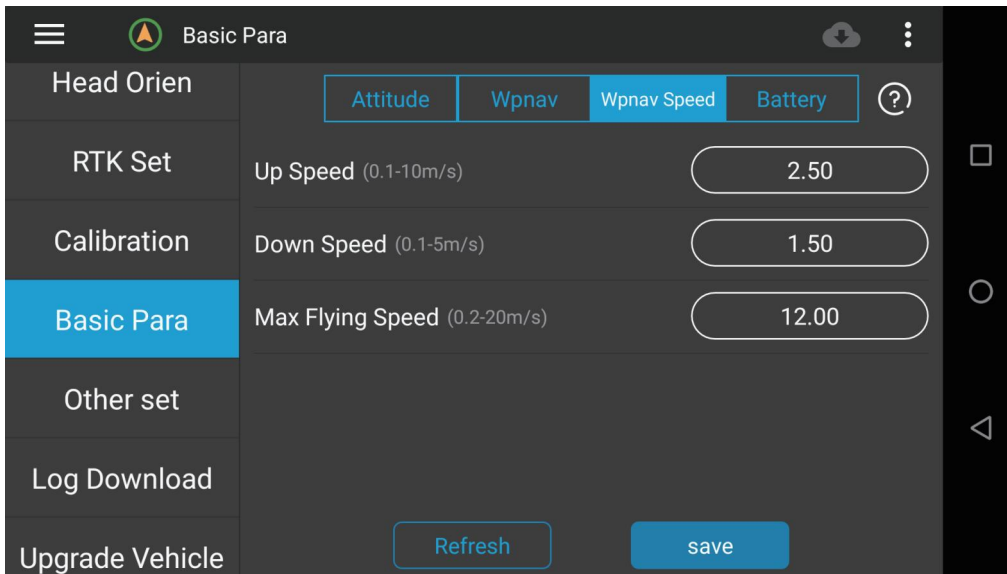 Basic Para
Head Orien
RTK Set
Calibration
Basic Para
Other set
Log Download
Upgrade Vehicle
Attitude
Wpnav
Wpnav Speed
Battery
?
Up Speed (0.1-10m/s)
2.50
Down Speed (0.1-5m/s)
1.50
Max Flying Speed (0.2-20m/s)
12.00
Refresh
save